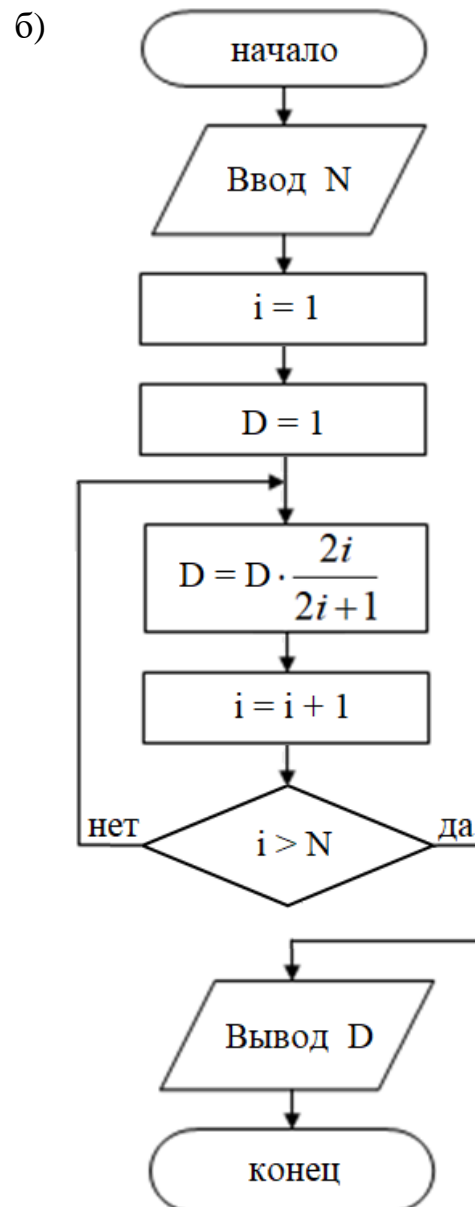 б)
начало
Ввод N
i = 1
D = 1
D = D · 2i / 2i + 1
i = i + 1
нет
i > N
да
Вывод D
конец